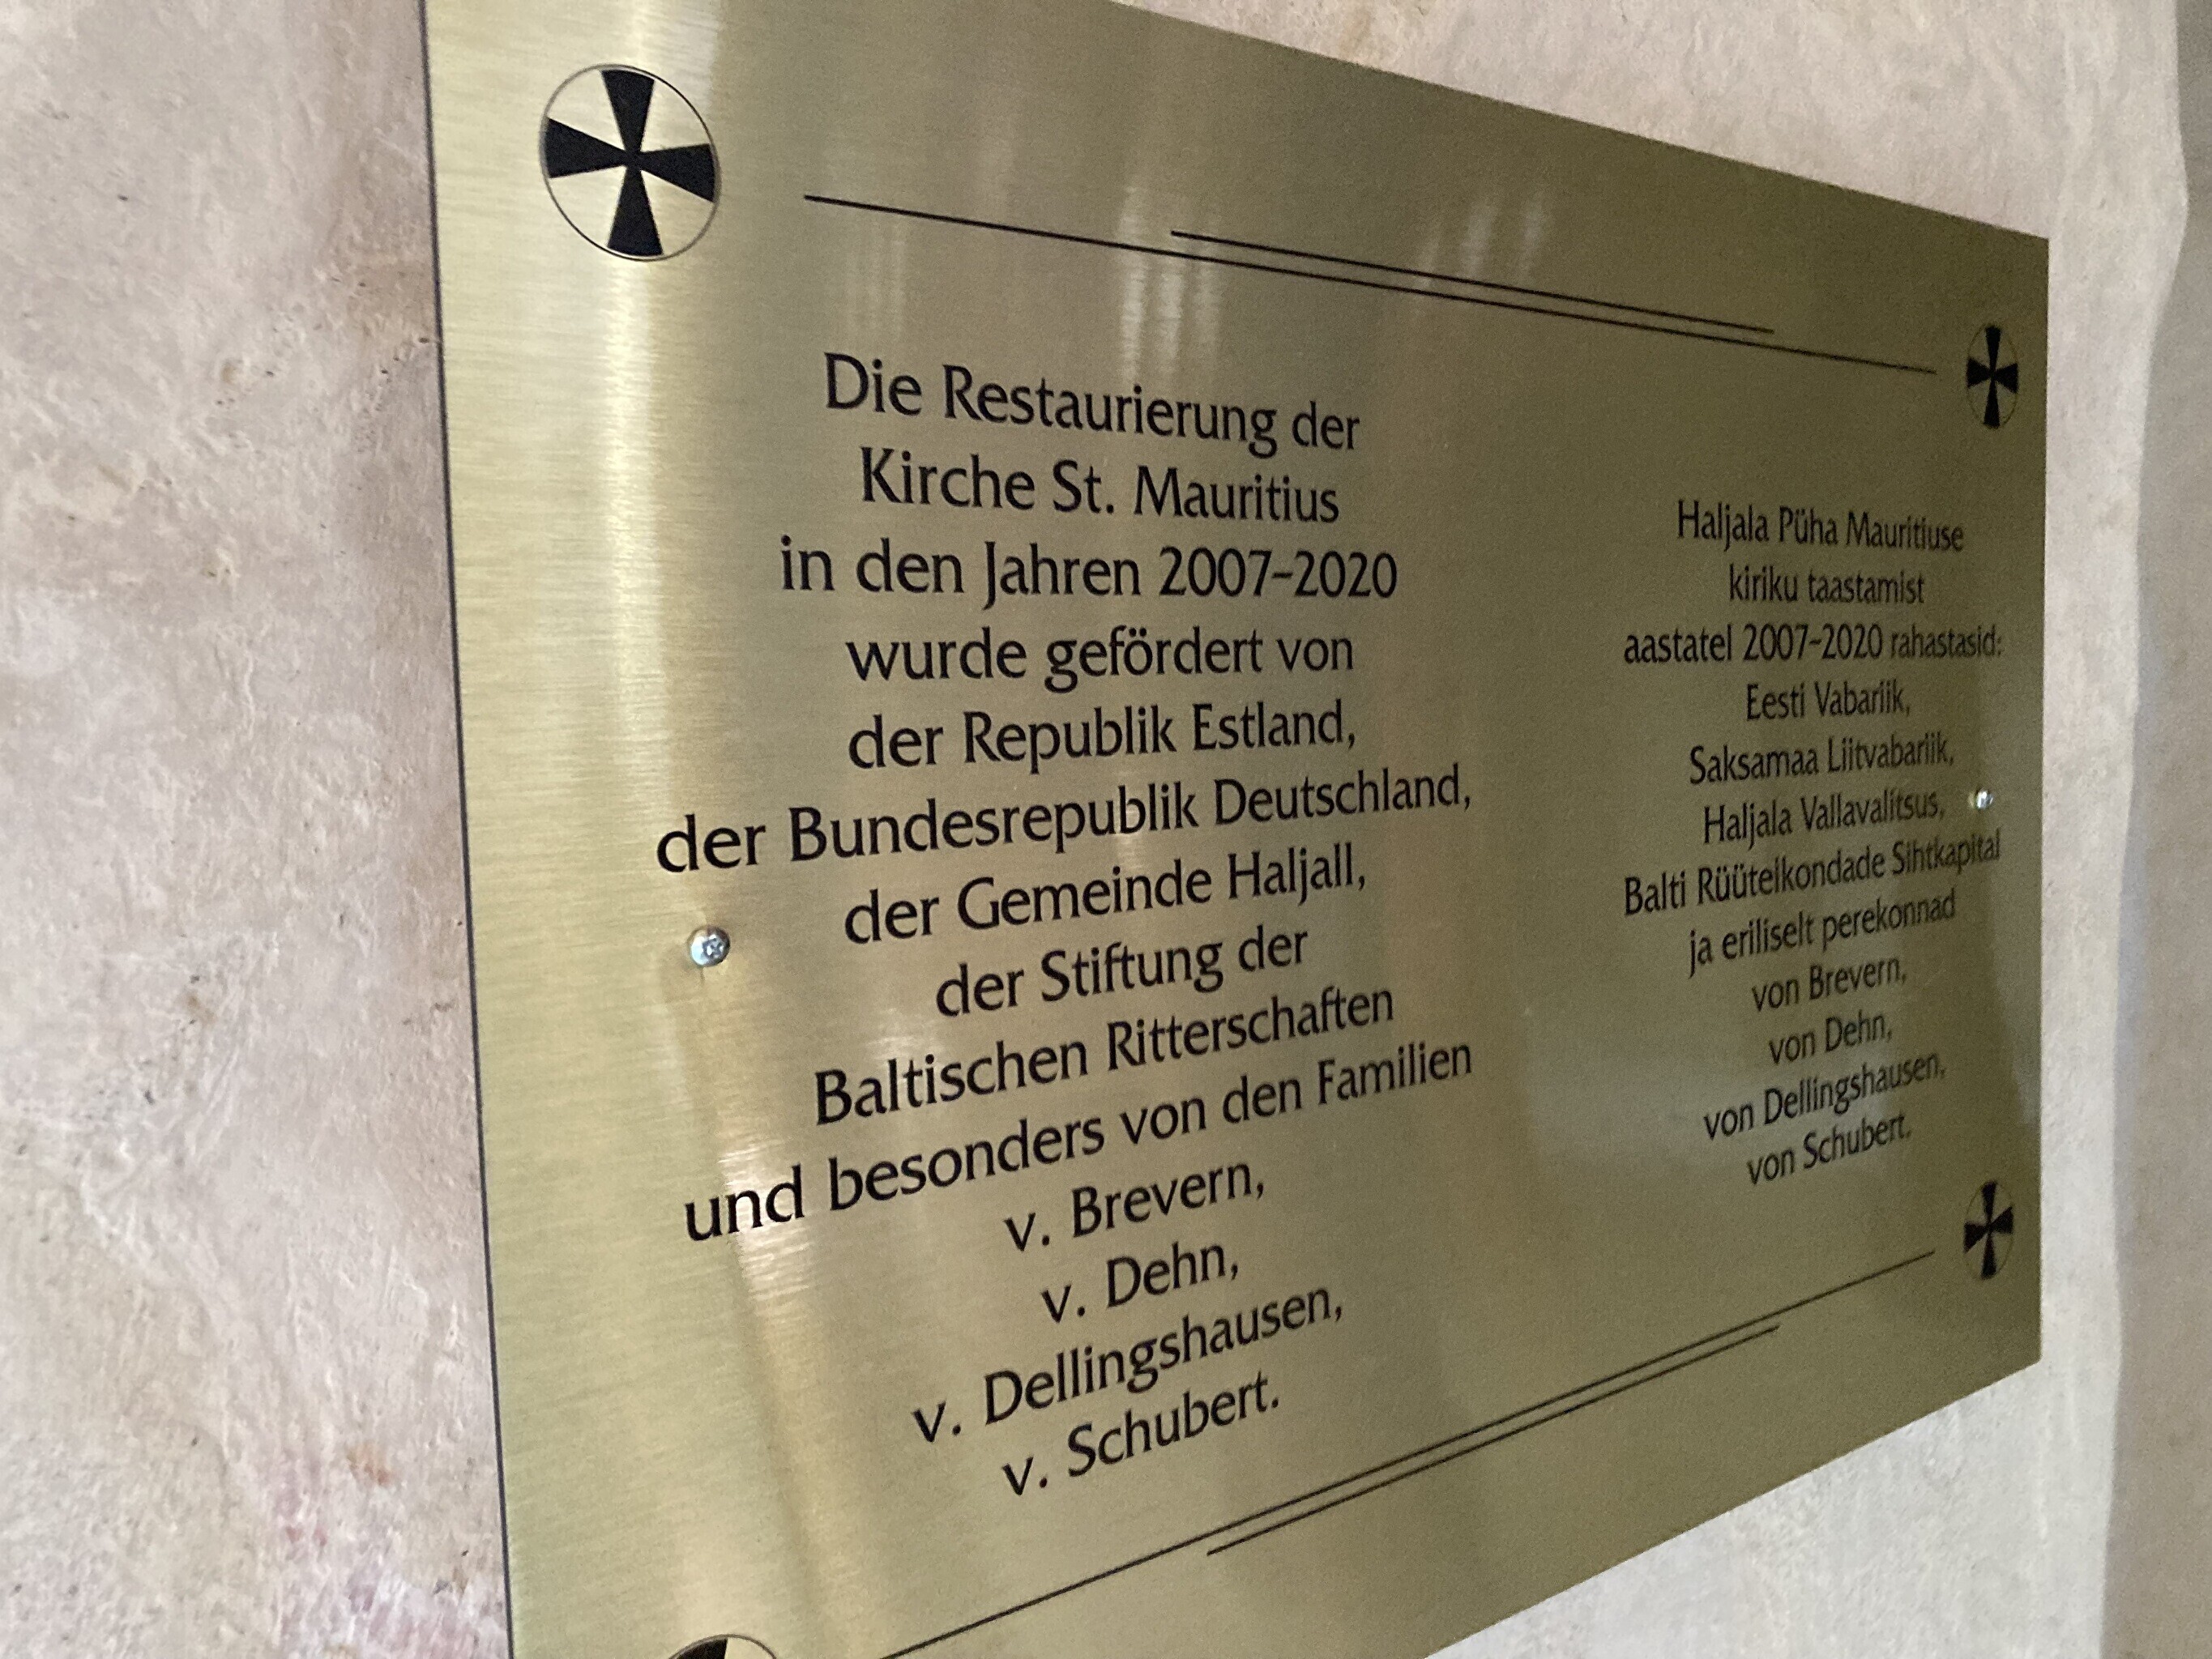 Die Restaurierung der
Kirche St. Mauritius
in den Jahren 2007–2020
wurde gefördert von
der Republik Estland,
der Bundesrepublik Deutschland,
der Gemeinde Haljall,
der Stiftung der
Baltischen Ritterschaften
und besonders von den Familien
v. Brevern,
v. Dehn,
v. Dellingshausen,
v. Schubert.
Haljala Püha Mauritiuse
kiriku taastamist
aastatel 2007–2020 rahastasid:
Eesti Vabariik,
Saksamaa Liitvabariik,
Haljala Vallavalitsus,
Balti Rüütelkondade Sihtkapital
ja eriliselt perekonnad
von Brevern,
von Dehn,
von Dellingshausen,
von Schubert.